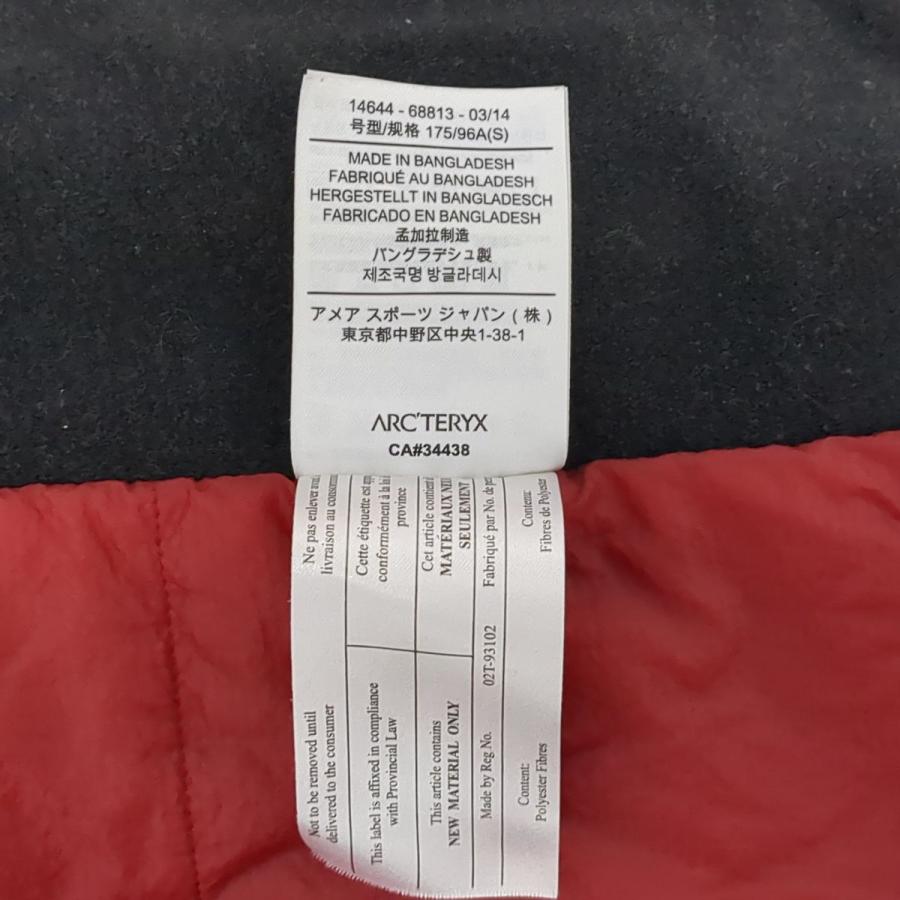 14644 - 68813 - 03/14
号型/规格 175/96A(S)
MADE IN BANGLADESH
FABRIQUÉ AU BANGLADESH
HERGESTELLT IN BANGLADESCH
FABRICADO EN BANGLADESH
孟加拉制造
バングラデシュ製
제조국명 방글라데시
アメア スポーツ ジャパン ( 株 )
東京都中野区中央1-38-1
ARC'TERYX
CA#34438
Ne pas enlever
livraison au
Cette étiquette est
conformément à la
province
Cet article contient
MATÉRIAUX
SEULEMENT
Fabriqué par No. de
Contenu:
Fibres de Polyester
02T-93102
Not to be removed until
delivered to the consumer
This label is affixed in compliance
with Provincial Law
This article contains
NEW MATERIAL ONLY
Made by Reg No.
Content:
Polyester Fibres